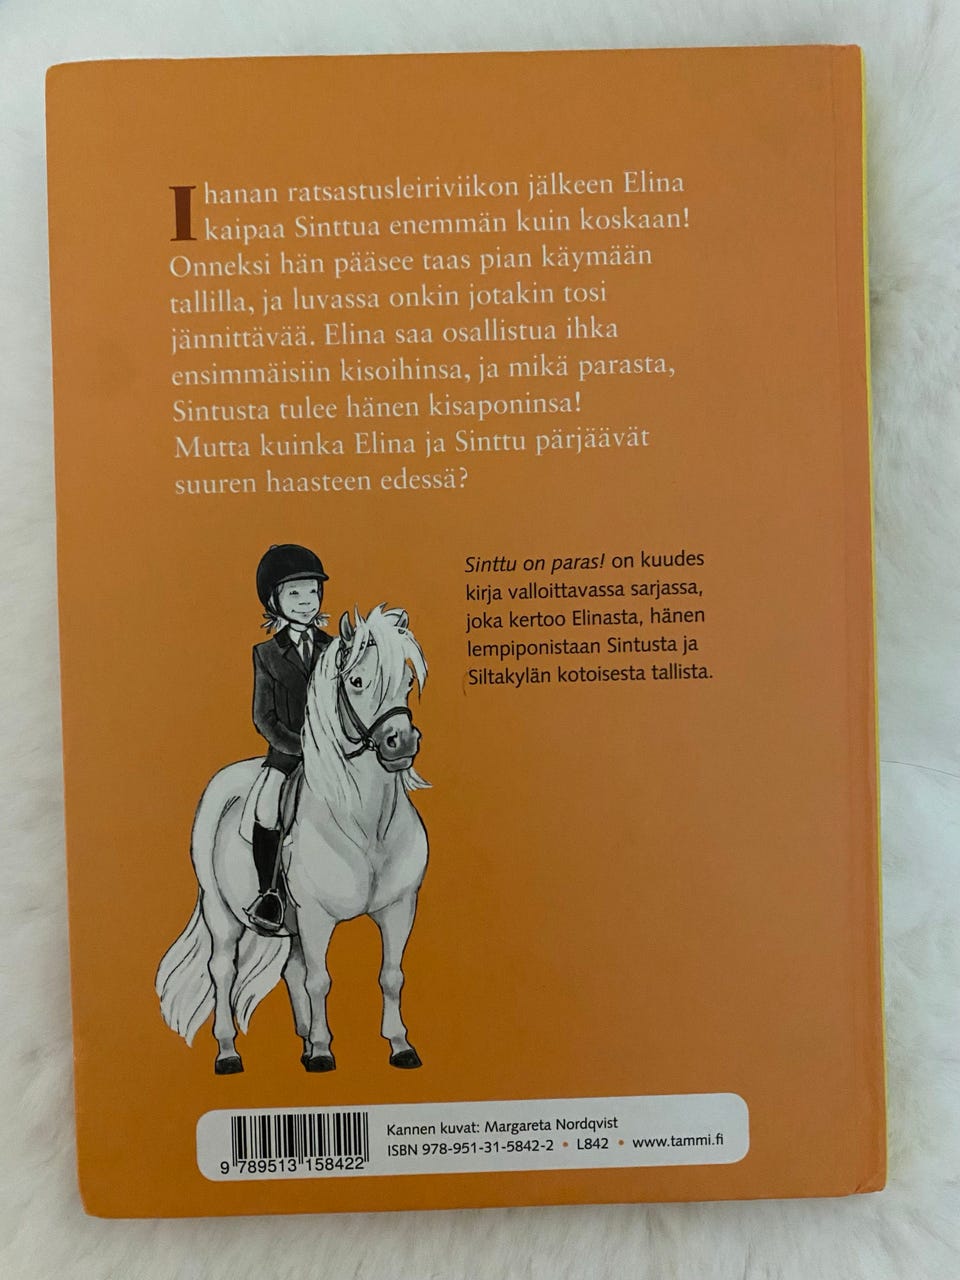 Ihanan ratsastusleiriviikon jälkeen Elina
kaipaa Sinttua enemmän kuin koskaan!
Onneksi hän pääsee taas pian käymään
tallilla, ja luvassa onkin jotakin tosi
jännittävää. Elina saa osallistua ihka
ensimmäisiin kisoihinsa, ja mikä parasta,
Sintusta tulee hänen kisaponinsa!
Mutta kuinka Elina ja Sinttu pärjäävät
suuren haasteen edessä?
Sinttu on paras! on kuudes
kirja valloittavassa sarjassa,
joka kertoo Elinasta, hänen
lempiponistaan Sintusta ja
Siltakylän kotoisesta tallista.
Kannen kuvat: Margareta Nordqvist
ISBN 978-951-31-5842-2 • L842 • www.tammi.fi
9 789513 158422